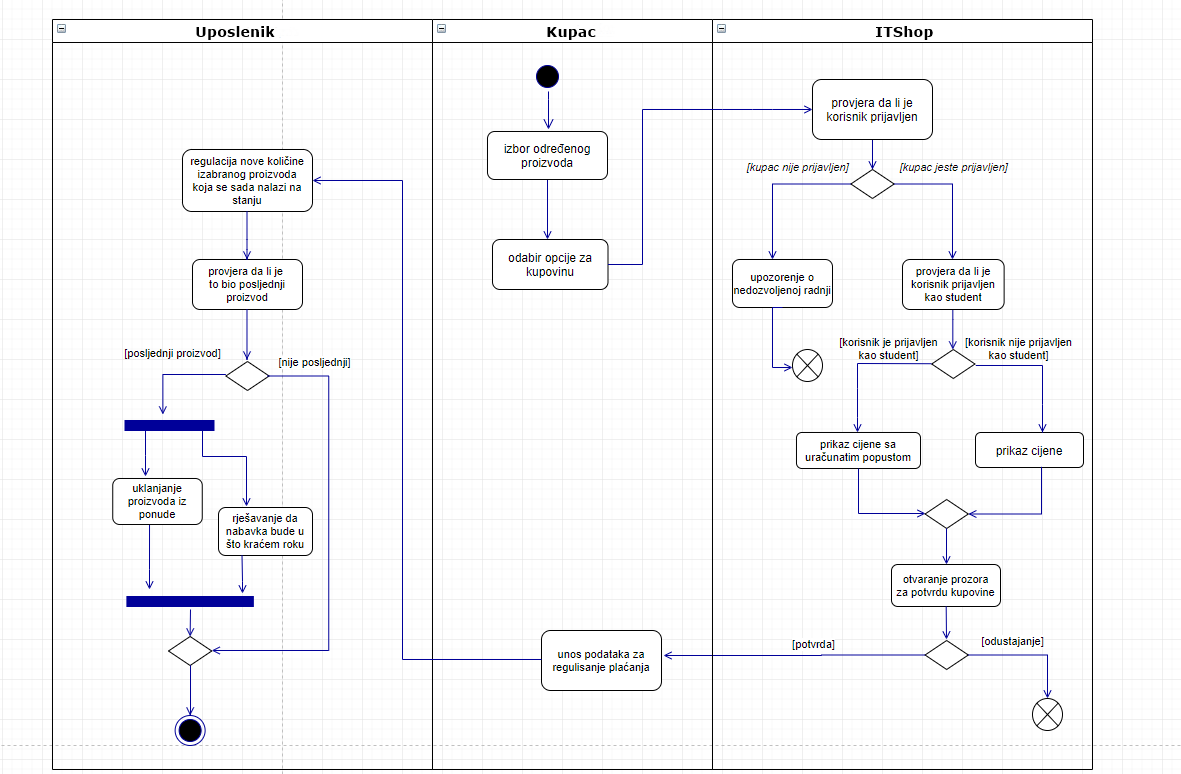 Uposlenik
Kupac
ITShop
provjera da li je
korisnik prijavljen
izbor određenog
proizvoda
regulacija nove količine
izabranog proizvoda
koja se sada nalazi na
stanju
[kupac nije prijavljen]
[kupac jeste prijavljen]
odabir opcije za
kupovinu
provjera da li je
to bio posljednji
proizvod
upozorenje o
nedozvoljenoj radnji
provjera da li je
korisnik prijavljen
kao student
[posljednji proizvod]
[nije posljednji]
[korisnik je prijavljen
kao student]
[korisnik nije prijavljen
kao student]
prikaz cijene sa
uračunatim popustom
prikaz cijene
uklanjanje
proizvoda iz
ponude
rješavanje da
nabavka bude u
što kraćem roku
otvaranje prozora
za potvrdu kupovine
unos podataka za
regulisanje plaćanja
[potvrda]
[odustajanje]